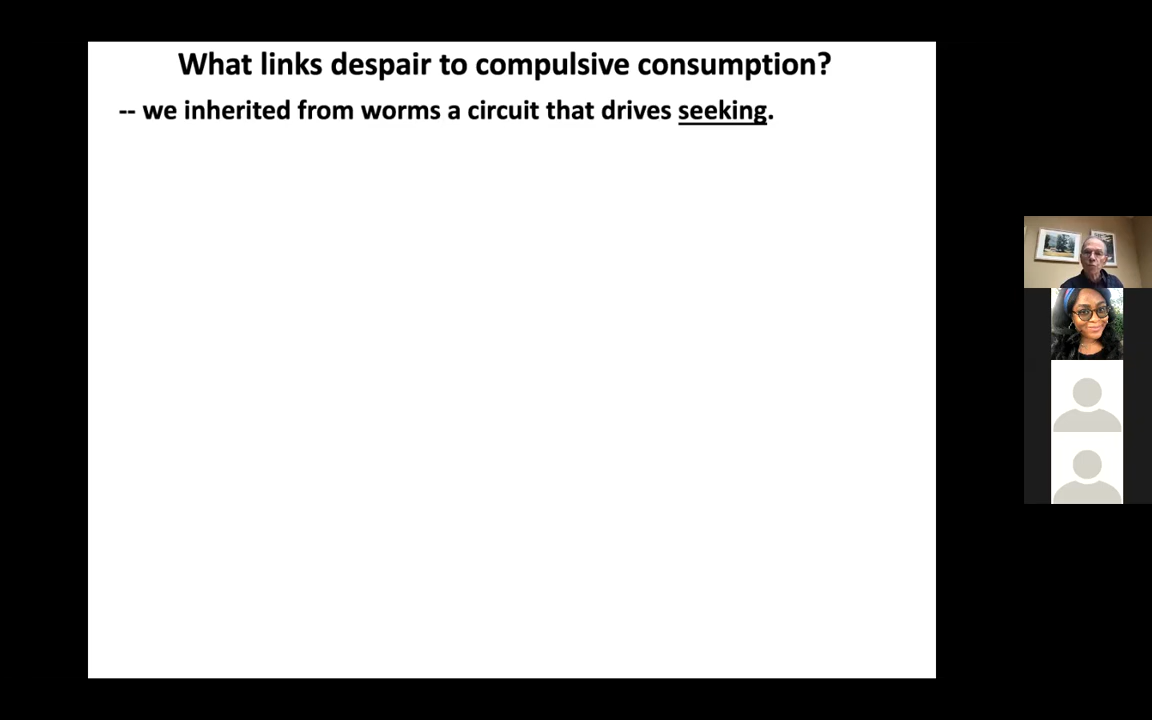 What links despair to compulsive consumption?
-- we inherited from worms a circuit that drives seeking.